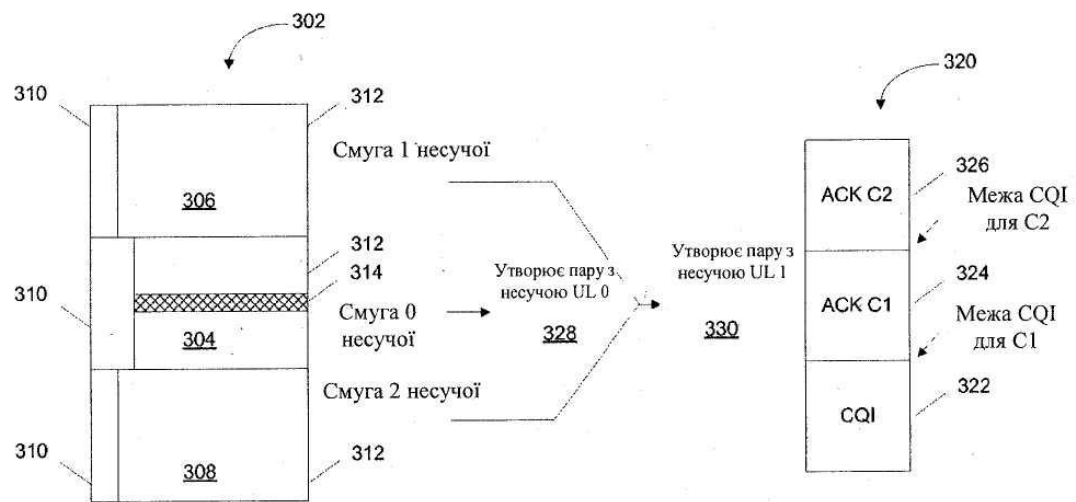 302
310
312
Смуга 1 несучої
306
312
314
310
Смуга 0
несучої
304
Смуга 2 несучої
310
308
312
Утворює пару з
несучою UL 0
328
Утворює пару з
несучою UL 1
330
320
326
ACK C2
Межа CQI
для C2
324
ACK C1
Межа CQI
для C1
322
CQI